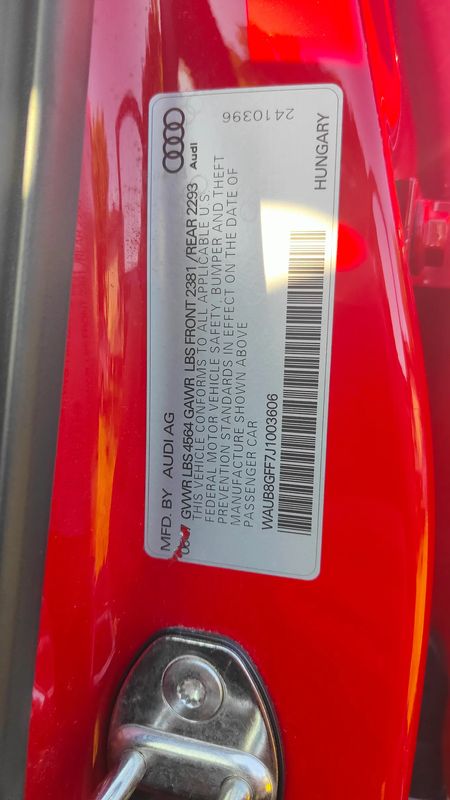 MFD. BY AUDI AG
GVWR LBS 4564 GAWR LBS FRONT 2381 /REAR 2293
THIS VEHICLE CONFORMS TO ALL APPLICABLE U.S.
FEDERAL MOTOR VEHICLE SAFETY, BUMPER AND THEFT
PREVENTION STANDARDS IN EFFECT ON THE DATE OF
MANUFACTURE SHOWN ABOVE
PASSENGER CAR
WAUB8GFF7J1003606
Audi
2410396
HUNGARY